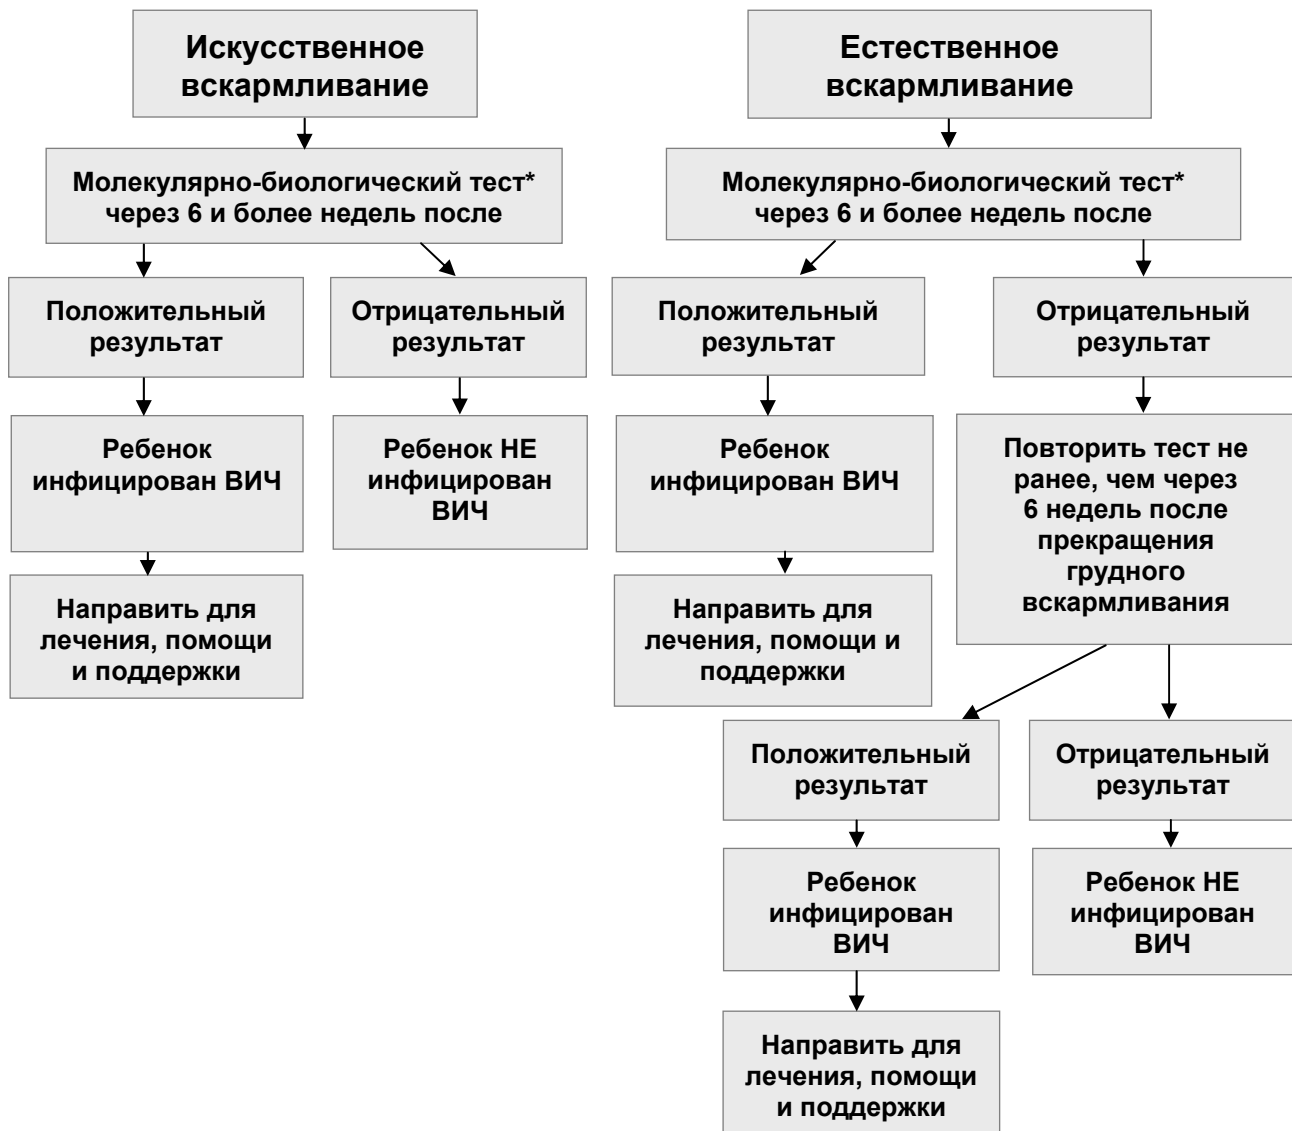 Искусственное
вскармливание
Молекулярно-биологический тест*
через 6 и более недель после
Положительный
результат
Отрицательный
результат
Ребенок
инфицирован ВИЧ
Ребенок НЕ
инфицирован
ВИЧ
Направить для
лечения, помощи
и поддержки
Естественное
вскармливание
Молекулярно-биологический тест*
через 6 и более недель после
Положительный
результат
Отрицательный
результат
Ребенок
инфицирован ВИЧ
Повторить тест не
ранее, чем через
6 недель после
прекращения
грудного
вскармливания
Направить для
лечения, помощи и
поддержки
Положительный
результат
Отрицательный
результат
Ребенок
инфицирован
ВИЧ
Ребенок НЕ
инфицирован
ВИЧ
Направить для
лечения, помощи
и поддержки